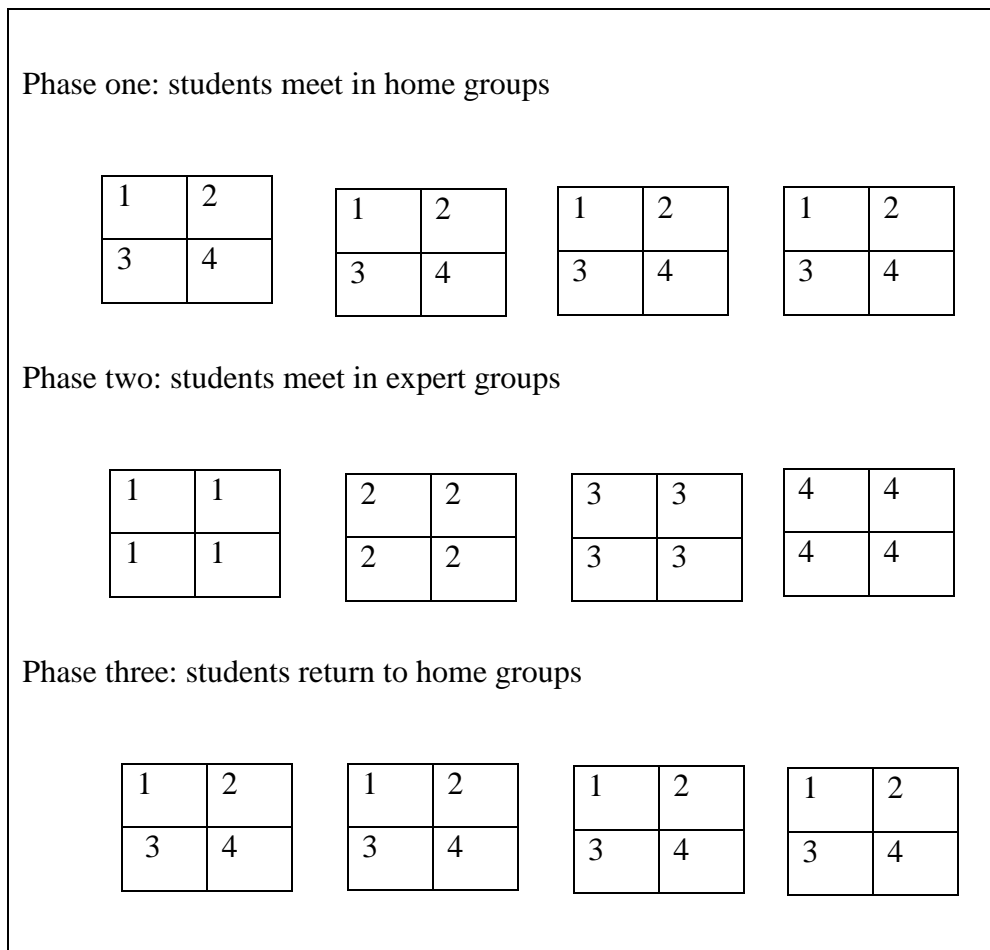 Phase one: students meet in home groups
1 2 1 2 1 2 1 2
3 4 3 4 3 4 3 4
Phase two: students meet in expert groups
1 1 2 2 3 3 4 4
1 1 2 2 3 3 4 4
Phase three: students return to home groups
1 2 1 2 1 2 1 2
3 4 3 4 3 4 3 4